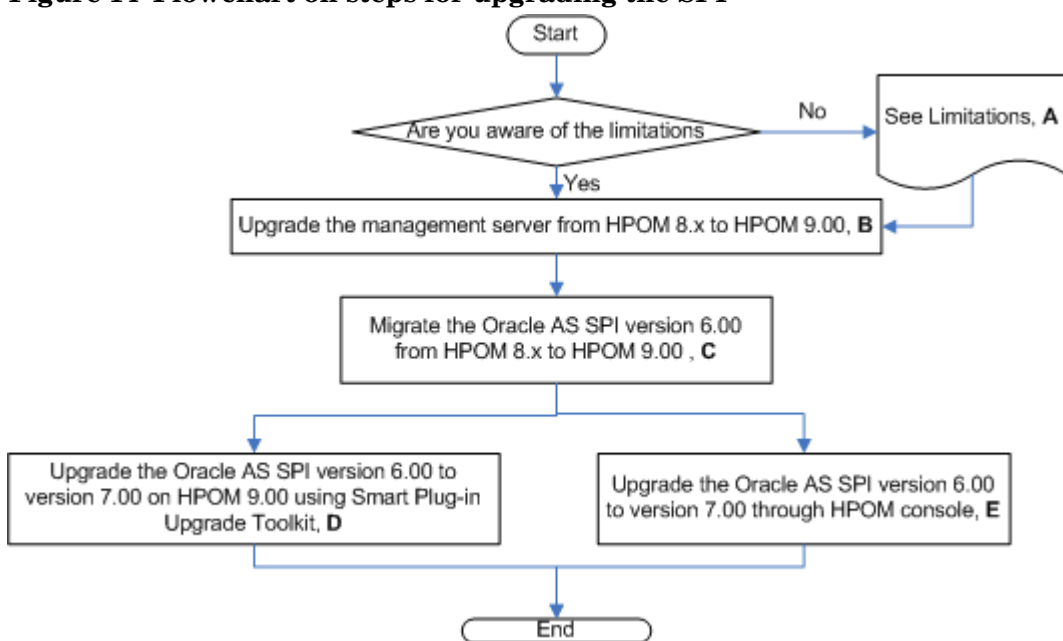 Start
Are you aware of the limitations
No
See Limitations, A
Yes
Upgrade the management server from HPOM 8.x to HPOM 9.00, B
Migrate the Oracle AS SPI version 6.00
from HPOM 8.x to HPOM 9.00 , C
Upgrade the Oracle AS SPI version 6.00 to
version 7.00 on HPOM 9.00 using Smart Plug-in
Upgrade Toolkit, D
Upgrade the Oracle AS SPI version 6.00
to version 7.00 through HPOM console, E
End